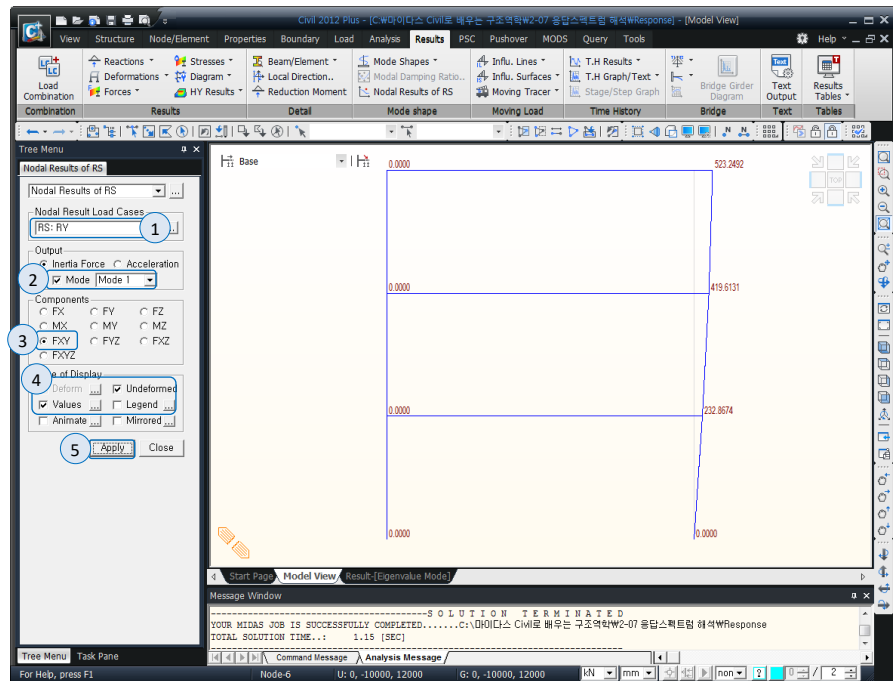 Civil 2012 Plus - [C:₩마이다스 Civil로 배우는 구조역학₩2-07 응답스펙트럼 해석₩Response] - [Model View]
View Structure Node/Element Properties Boundary Load Analysis Results PSC Pushover MODS Query Tools Help
Load Combination
Reactions Deformations Forces
Stresses Diagram HY Results
Beam/Element Local Direction.. Reduction Moment
Mode Shapes Modal Damping Ratio.. Nodal Results of RS
Influ. Lines Influ. Surfaces Moving Tracer
T.H Results T.H Graph/Text Stage/Step Graph
Bridge Girder Diagram
Text Output
Results Tables
Combination Results Detail Mode shape Moving Load Time History Bridge Text Tables
Tree Menu
Nodal Results of RS
Nodal Results of RS ...
Nodal Result Load Cases
RS: RY
1
Output
Inertia Force Acceleration
2 Mode Mode 1
Components
FX FY FZ
MX MY MZ
3 FXY FYZ FXZ
FXYZ
4 e of Display
Deform ... Undeformed
Values ... Legend ...
Animate ... Mirrored ...
5 Apply Close
Base
TOP
0.0000 523.2492
0.0000 419.6131
0.0000 232.8674
0.0000 0.0000
Start Page Model View Result-[Eigenvalue Mode]
Message Window
S O L U T I O N T E R M I N A T E D
YOUR MIDAS JOB IS SUCCESSFULLY COMPLETED.......C:\마이다스 Civil로 배우는 구조역학₩2-07 응답스펙트럼 해석₩Response
TOTAL SOLUTION TIME..: 1.15 [SEC]
Command Message Analysis Message
Tree Menu Task Pane
For Help, press F1 Node-6 U: 0, -10000, 12000 G: 0, -10000, 12000 kN mm non ? 0 / 2